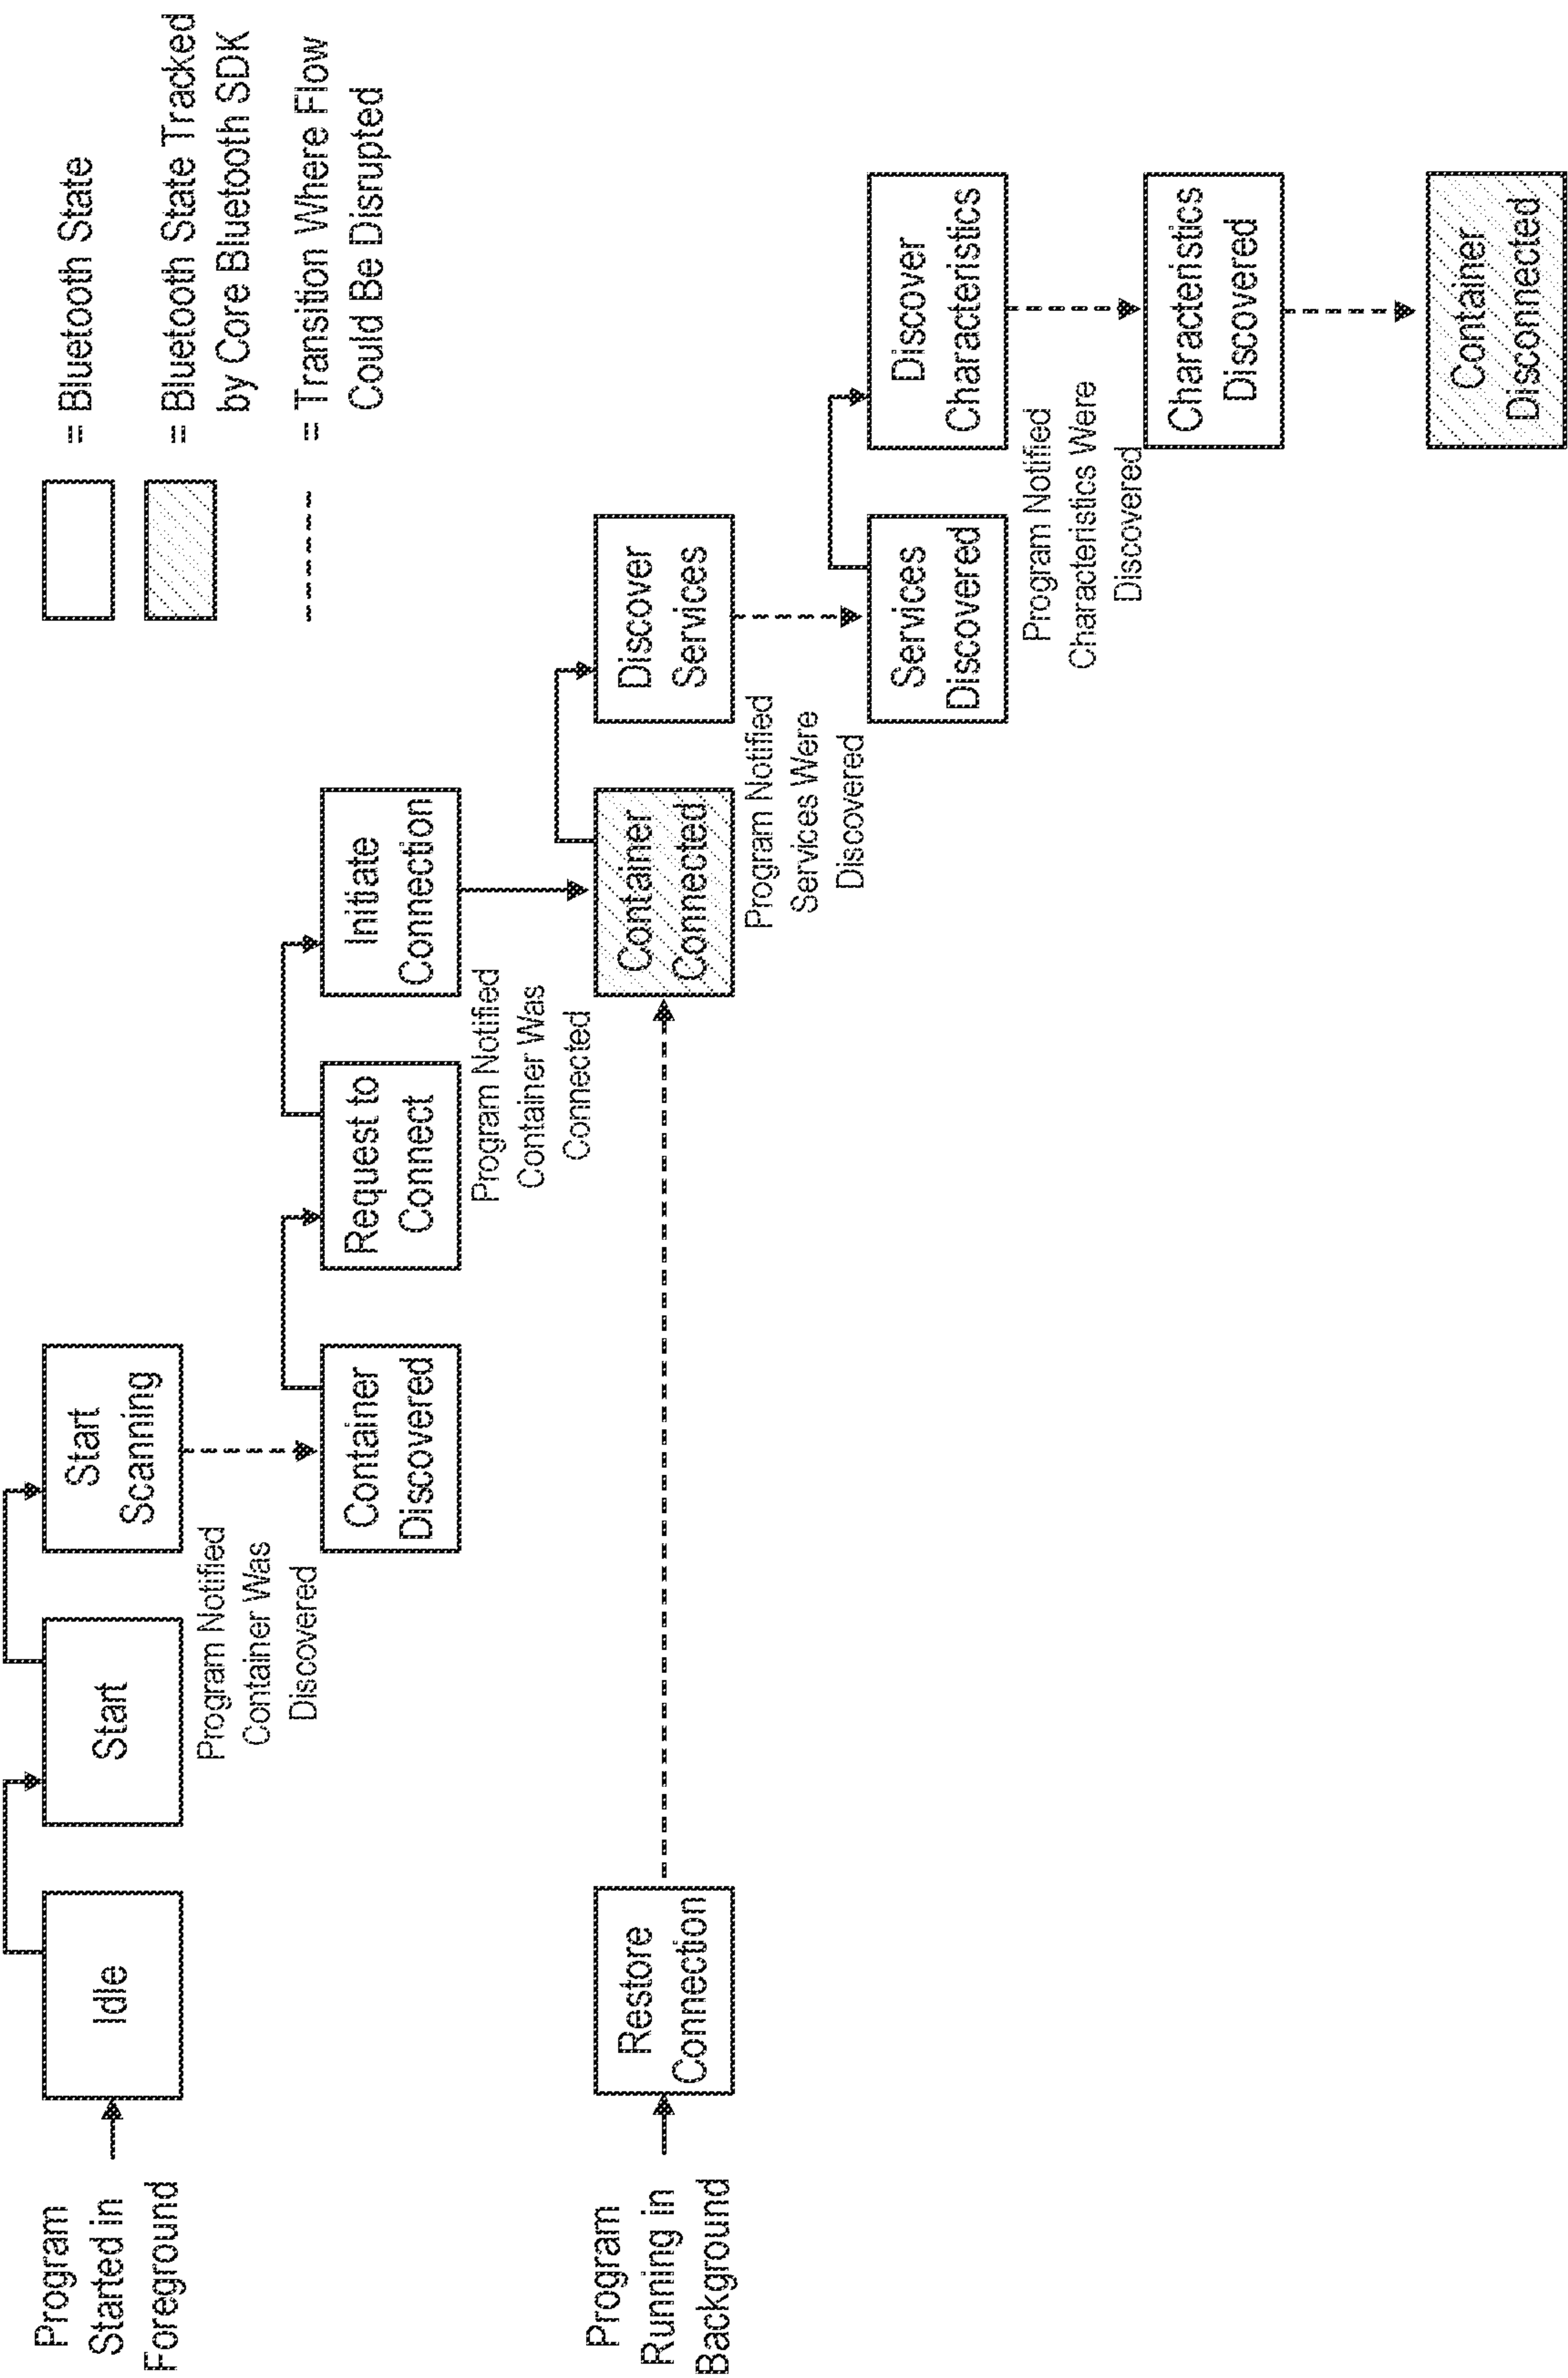 = Bluetooth State
= Bluetooth State Tracked
by Core Bluetooth SDK
= Transition Where Flow
Could Be Disrupted
Program
Started in
Foreground
Idle
Start
Start
Scanning
Program Notified
Container Was
Discovered
Container
Discovered
Request to
Connect
Initiate
Connection
Program Notified
Container Was
Connected
Program
Running in
Background
Restore
Connection
Container
Connected
Discover
Services
Program Notified
Services Were
Discovered
Services
Discovered
Discover
Characteristics
Program Notified
Characteristics Were
Discovered
Characteristics
Discovered
Container
Disconnected